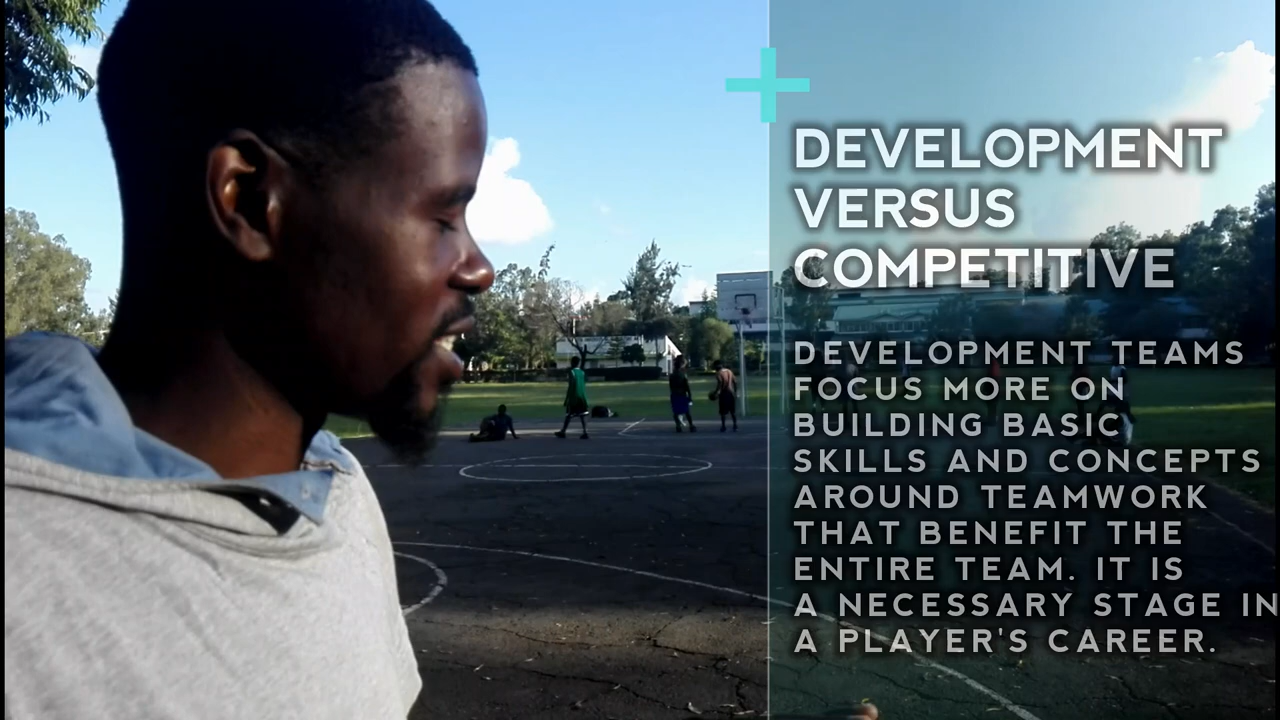 DEVELOPMENT
VERSUS
COMPETITIVE
DEVELOPMENT TEAMS
FOCUS MORE ON
BUILDING BASIC
SKILLS AND CONCEPTS
AROUND TEAMWORK
THAT BENEFIT THE
ENTIRE TEAM. IT IS
A NECESSARY STAGE IN
A PLAYER'S CAREER.